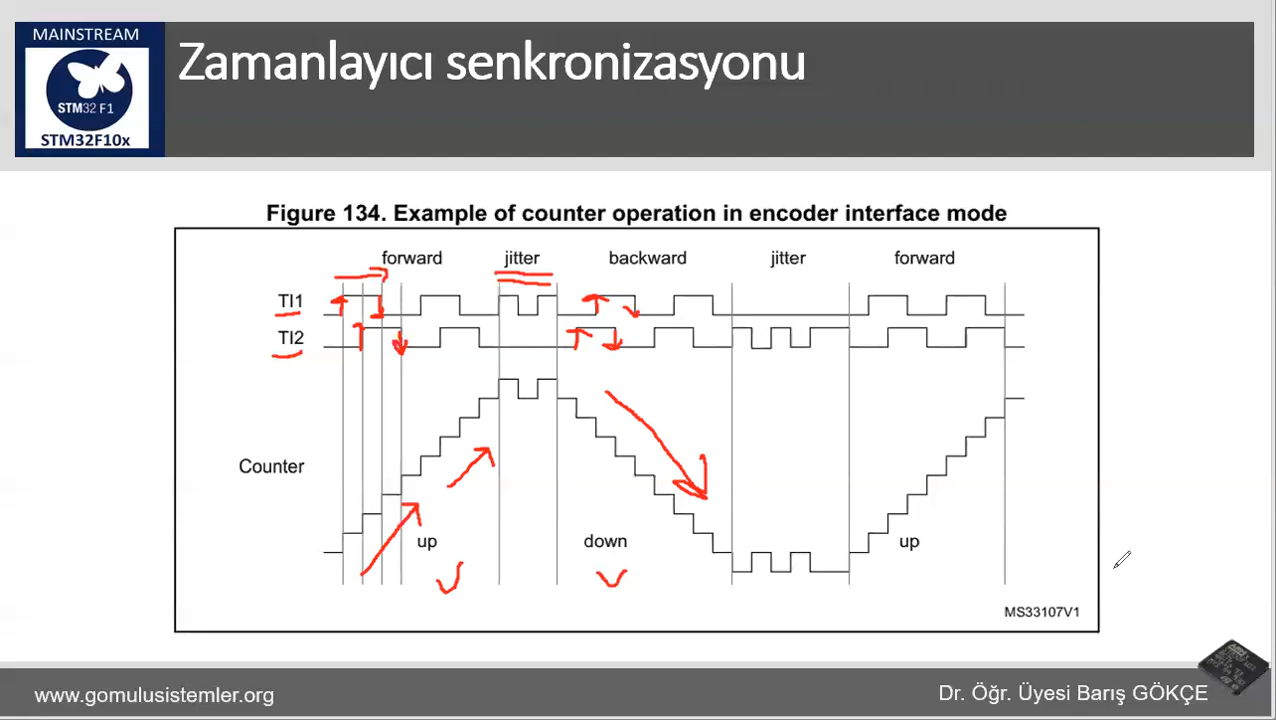 MAINSTREAM
STM32 F1
STM32F10x
Zamanlayıcı senkronizasyonu
Figure 134. Example of counter operation in encoder interface mode
forward jitter backward jitter forward
TI1
TI2
Counter
up down up
MS33107V1
www.gomulusistemler.org
Dr. Öğr. Üyesi Barış GÖKÇE